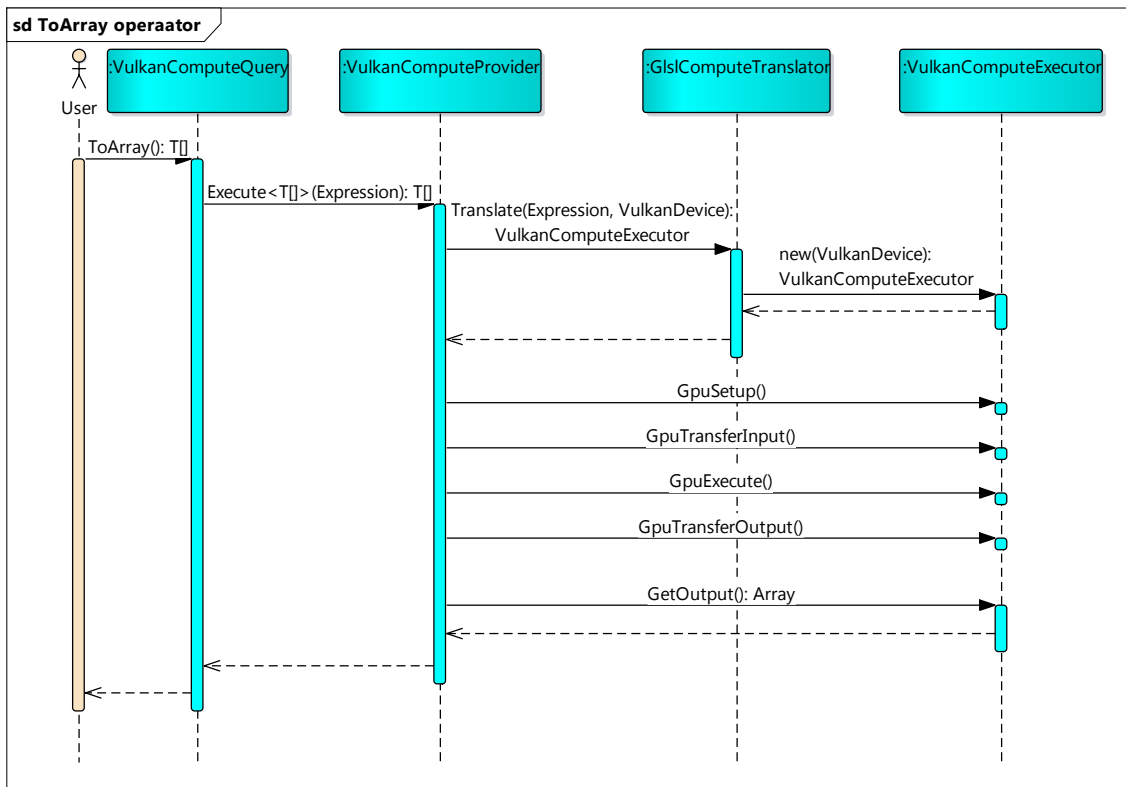 sd ToArray operaator
:VulkanComputeQuery
:VulkanComputeProvider
:GlslComputeTranslator
:VulkanComputeExecutor
User
ToArray(): T[]
Execute<T[]>(Expression): T[]
Translate(Expression, VulkanDevice):
VulkanComputeExecutor
new(VulkanDevice):
VulkanComputeExecutor
GpuSetup()
GpuTransferInput()
GpuExecute()
GpuTransferOutput()
GetOutput(): Array